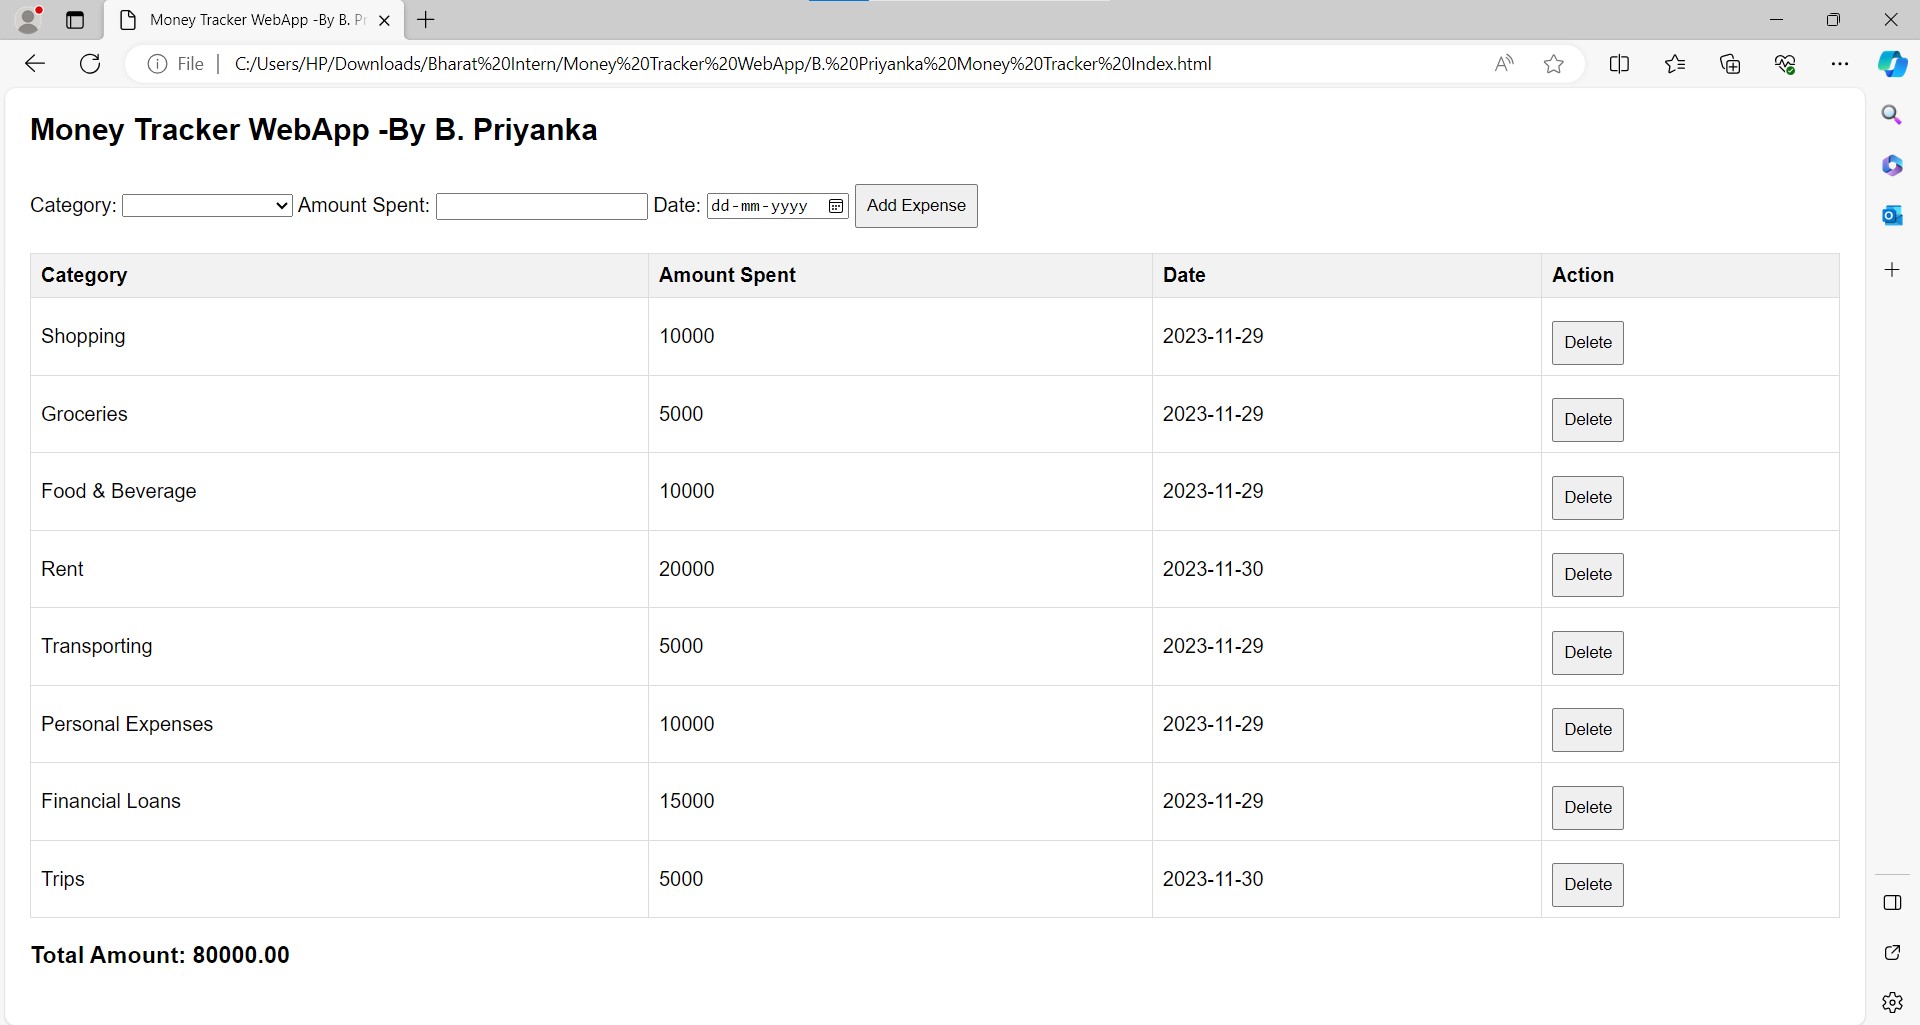 Money Tracker WebApp -By B. Pr
File C:/Users/HP/Downloads/Bharat%20Intern/Money%20Tracker%20WebApp/B.%20Priyanka%20Money%20Tracker%20Index.html
Money Tracker WebApp -By B. Priyanka
Category: Amount Spent: Date: dd-mm-yyyy Add Expense
Category Amount Spent Date Action
Shopping 10000 2023-11-29 Delete
Groceries 5000 2023-11-29 Delete
Food & Beverage 10000 2023-11-29 Delete
Rent 20000 2023-11-30 Delete
Transporting 5000 2023-11-29 Delete
Personal Expenses 10000 2023-11-29 Delete
Financial Loans 15000 2023-11-29 Delete
Trips 5000 2023-11-30 Delete
Total Amount: 80000.00